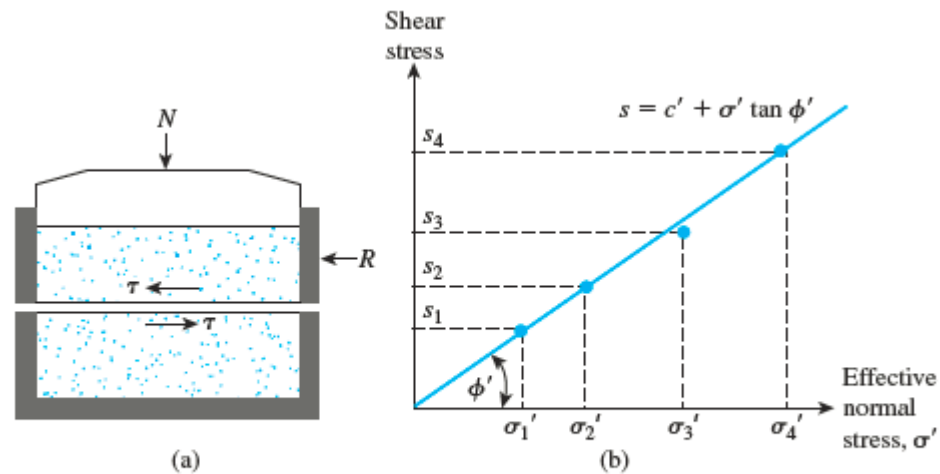 N
R
τ
τ
(a)
Shear
stress
s = c′ + σ′ tan ϕ′
s4
s3
s2
s1
ϕ′
σ1′ σ2′ σ3′ σ4′
Effective
normal
stress, σ′
(b)